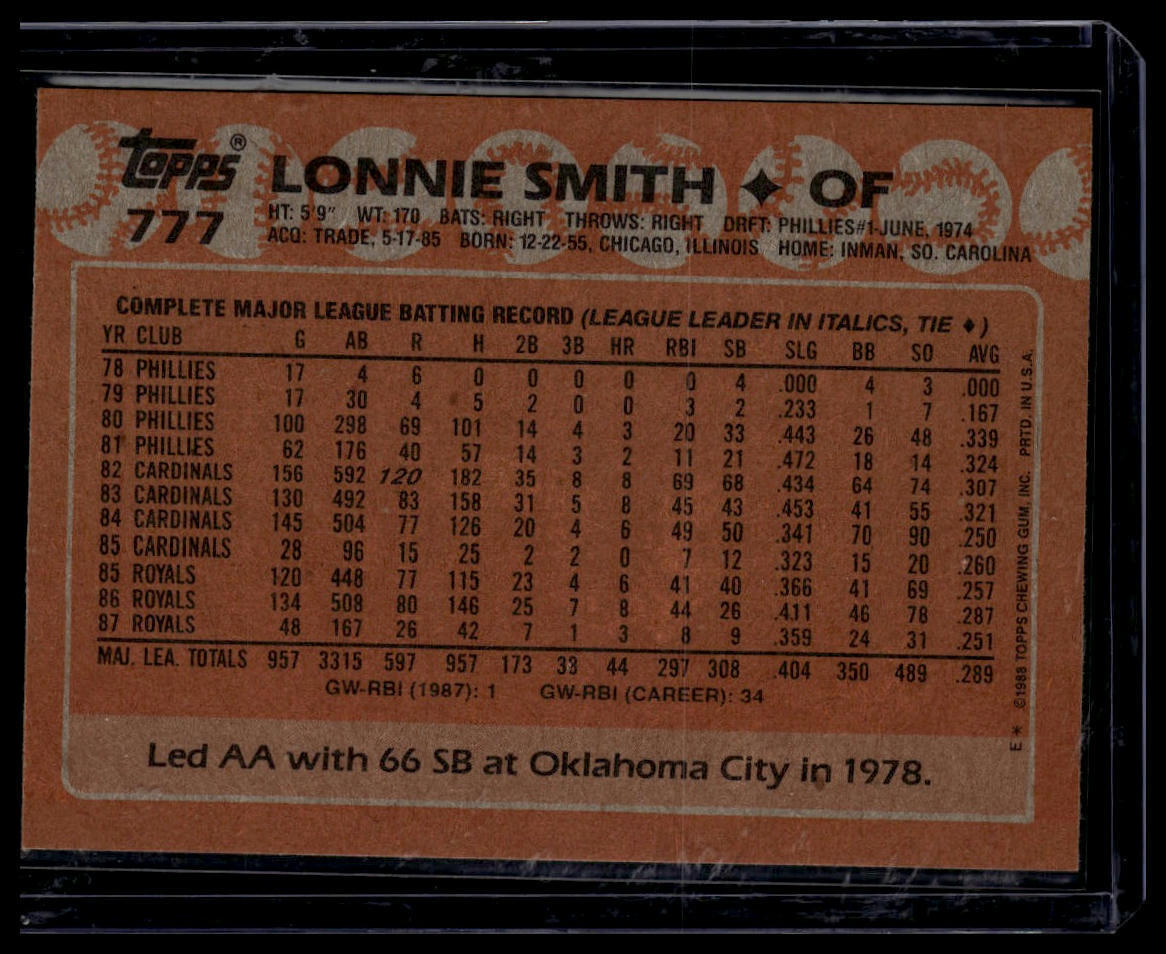 topps®
777
LONNIE SMITH ✦ OF
HT: 5'9" WT: 170 BATS: RIGHT THROWS: RIGHT DRFT: PHILLIES#1-JUNE, 1974
ACQ: TRADE, 5-17-85 BORN: 12-22-55, CHICAGO, ILLINOIS HOME: INMAN, SO. CAROLINA
COMPLETE MAJOR LEAGUE BATTING RECORD (LEAGUE LEADER IN ITALICS, TIE ♦)
YR CLUB G AB R H 2B 3B HR RBI SB SLG BB SO AVG
78 PHILLIES 17 4 6 0 0 0 0 0 4 .000 4 3 .000
79 PHILLIES 17 30 4 5 2 0 0 3 2 .233 1 7 .167
80 PHILLIES 100 298 69 101 14 4 3 20 33 .443 26 48 .339
81 PHILLIES 62 176 40 57 14 3 2 11 21 .472 18 14 .324
82 CARDINALS 156 592 120 182 35 8 8 69 68 .434 64 74 .307
83 CARDINALS 130 492 83 158 31 5 8 45 43 .453 41 55 .321
84 CARDINALS 145 504 77 126 20 4 6 49 50 .341 70 90 .250
85 CARDINALS 28 96 15 25 2 2 0 7 12 .323 15 20 .260
85 ROYALS 120 448 77 115 23 4 6 41 40 .366 41 69 .257
86 ROYALS 134 508 80 146 25 7 8 44 26 .411 46 78 .287
87 ROYALS 48 167 26 42 7 1 3 8 9 .359 24 31 .251
MAJ. LEA. TOTALS 957 3315 597 957 173 33 44 297 308 .404 350 489 .289
GW-RBI (1987): 1 GW-RBI (CAREER): 34
Led AA with 66 SB at Oklahoma City in 1978.
E* ©1988 TOPPS CHEWING GUM, INC. PRTD. IN U.S.A.